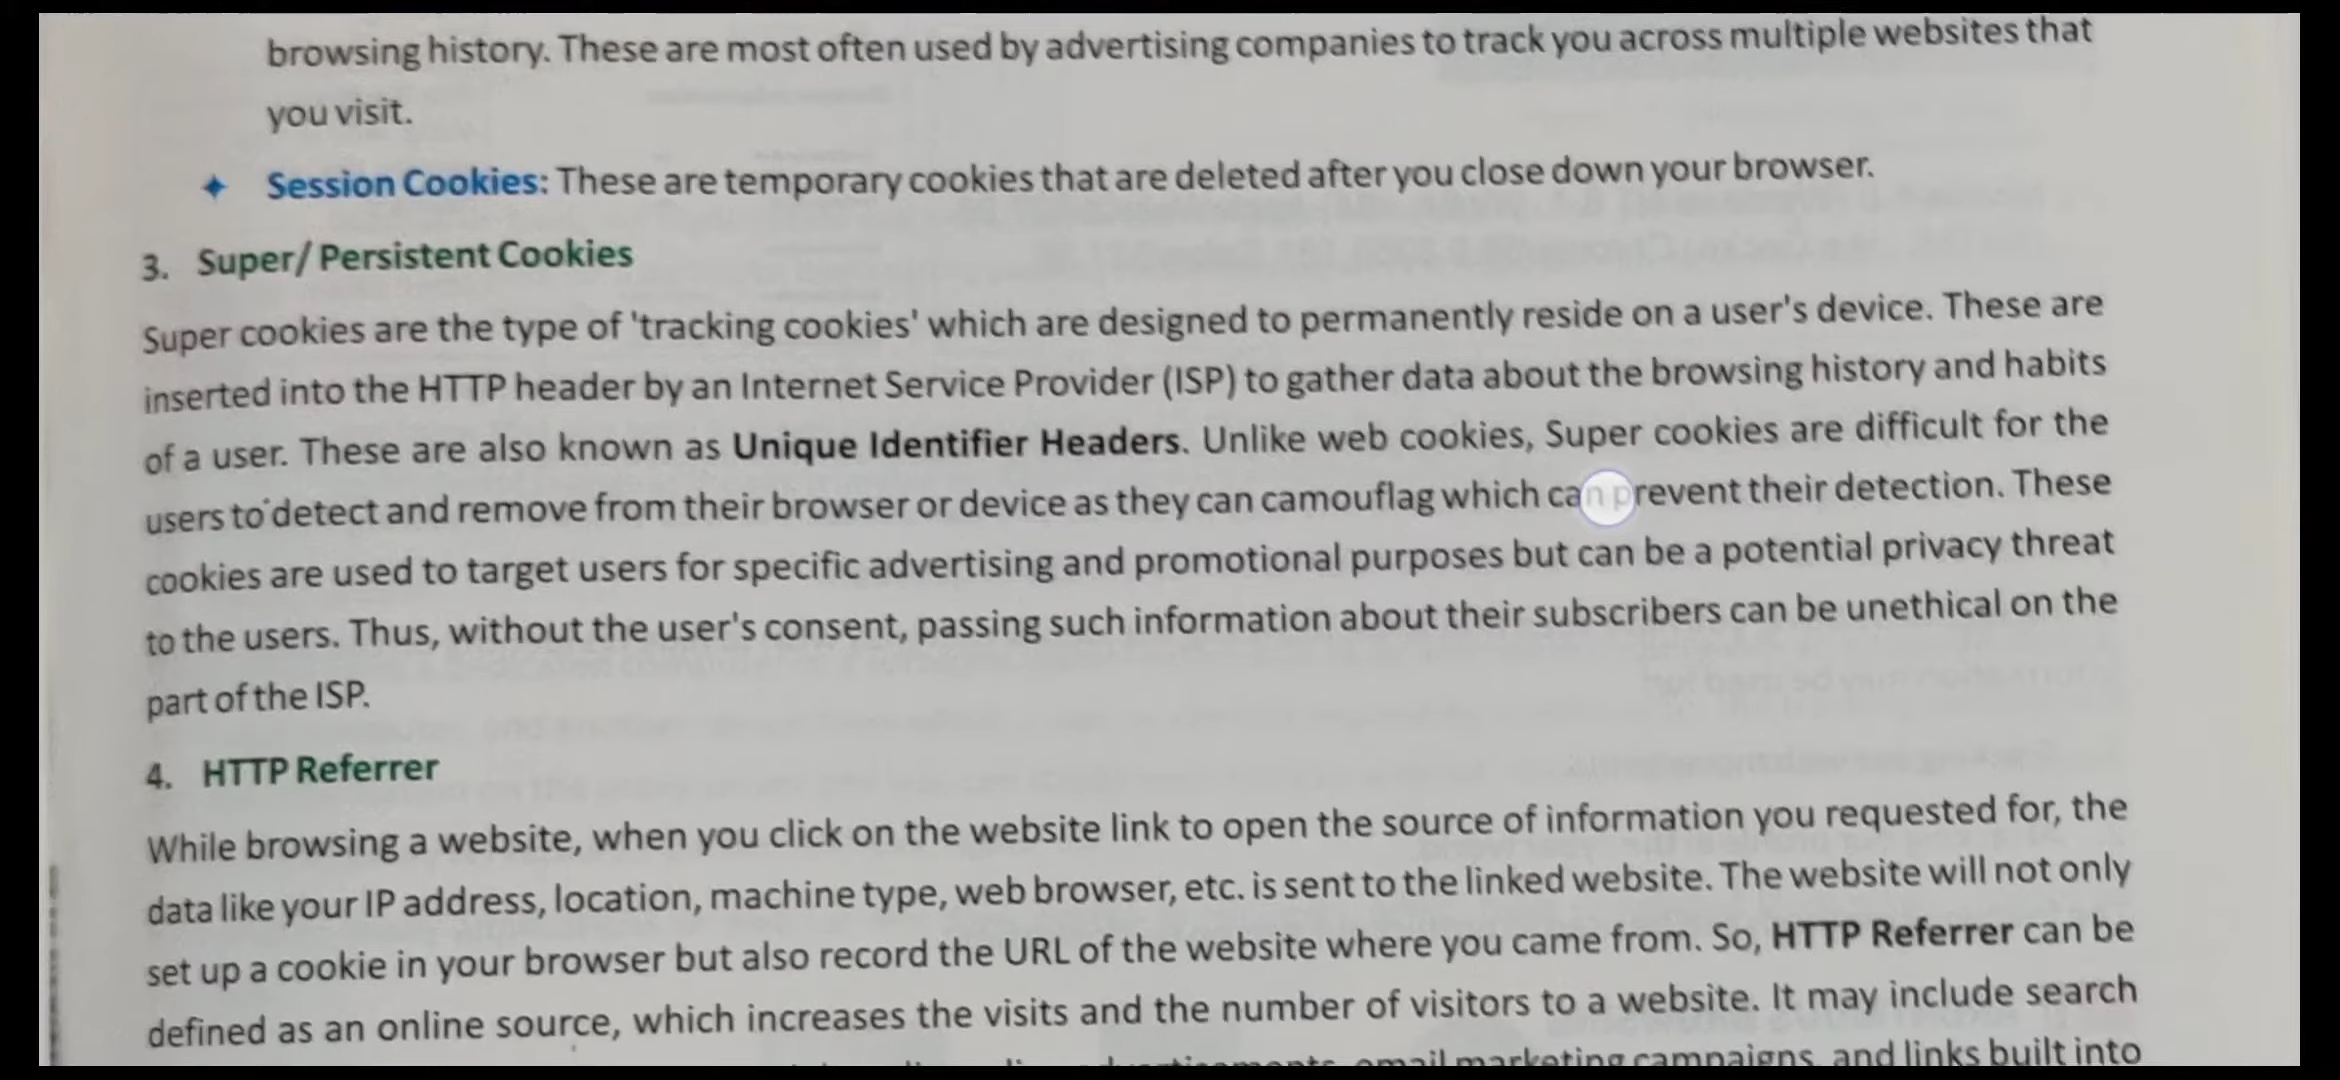 browsing history. These are most often used by advertising companies to track you across multiple websites that
you visit.
✦ Session Cookies: These are temporary cookies that are deleted after you close down your browser.
3. Super/ Persistent Cookies
Super cookies are the type of 'tracking cookies' which are designed to permanently reside on a user's device. These are
inserted into the HTTP header by an Internet Service Provider (ISP) to gather data about the browsing history and habits
of a user. These are also known as Unique Identifier Headers. Unlike web cookies, Super cookies are difficult for the
users to detect and remove from their browser or device as they can camouflag which can prevent their detection. These
cookies are used to target users for specific advertising and promotional purposes but can be a potential privacy threat
to the users. Thus, without the user's consent, passing such information about their subscribers can be unethical on the
part of the ISP.
4. HTTP Referrer
While browsing a website, when you click on the website link to open the source of information you requested for, the
data like your IP address, location, machine type, web browser, etc. is sent to the linked website. The website will not only
set up a cookie in your browser but also record the URL of the website where you came from. So, HTTP Referrer can be
defined as an online source, which increases the visits and the number of visitors to a website. It may include search
email marketing campaigns, and links built into